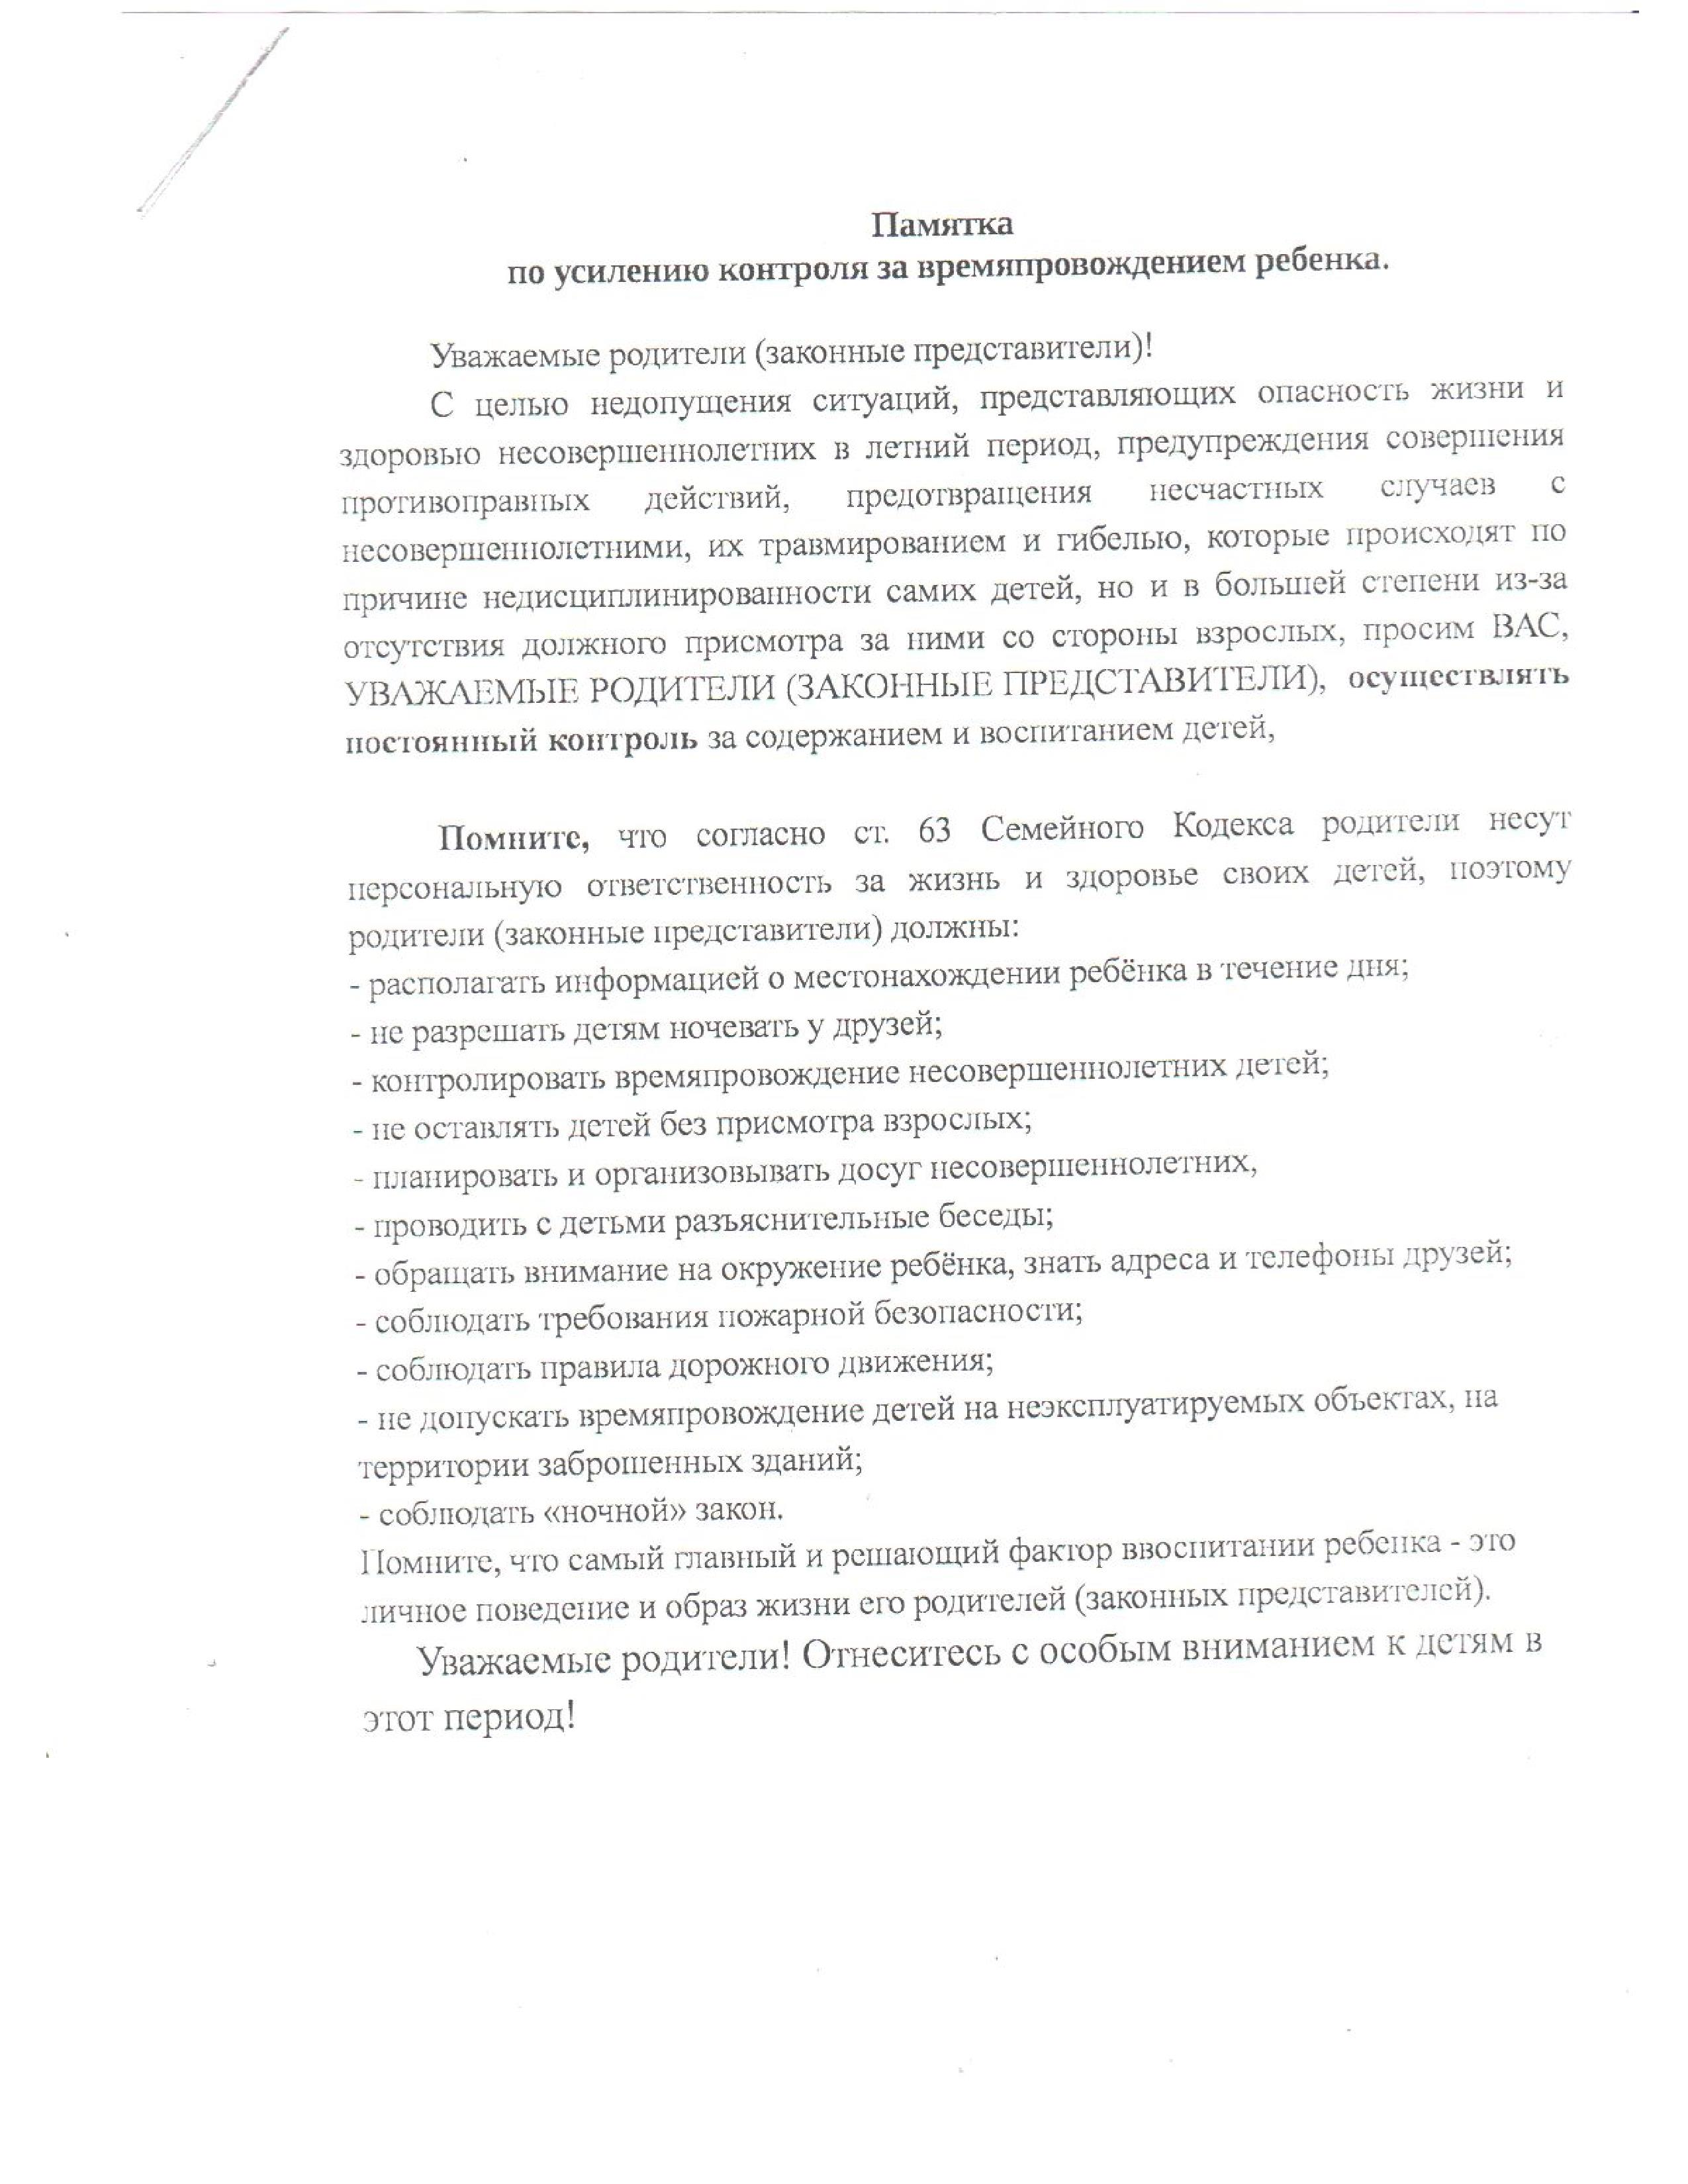 Памятка
по усилению контроля за времяпровождением ребенка.
Уважаемые родители (законные представители)!
С целью недопущения ситуаций, представляющих опасность жизни и
здоровью несовершеннолетних в летний период, предупреждения совершения
противоправных действий, предотвращения несчастных случаев с
несовершеннолетними, их травмированием и гибелью, которые происходят по
причине недисциплинированности самих детей, но и в большей степени из-за
отсутствия должного присмотра за ними со стороны взрослых, просим ВАС,
УВАЖАЕМЫЕ РОДИТЕЛИ (ЗАКОННЫЕ ПРЕДСТАВИТЕЛИ), осуществлять
постоянный контроль за содержанием и воспитанием детей,
Помните, что согласно ст. 63 Семейного Кодекса родители несут
персональную ответственность за жизнь и здоровье своих детей, поэтому
родители (законные представители) должны:
- располагать информацией о местонахождении ребёнка в течение дня;
- не разрешать детям ночевать у друзей;
- контролировать времяпровождение несовершеннолетних детей;
- не оставлять детей без присмотра взрослых;
- планировать и организовывать досуг несовершеннолетних,
- проводить с детьми разъяснительные беседы;
- обращать внимание на окружение ребёнка, знать адреса и телефоны друзей;
- соблюдать требования пожарной безопасности;
- соблюдать правила дорожного движения;
- не допускать времяпровождение детей на неэксплуатируемых объектах, на
территории заброшенных зданий;
- соблюдать «ночной» закон.
Помните, что самый главный и решающий фактор ввоспитании ребенка - это
личное поведение и образ жизни его родителей (законных представителей).
Уважаемые родители! Отнеситесь с особым вниманием к детям в
этот период!